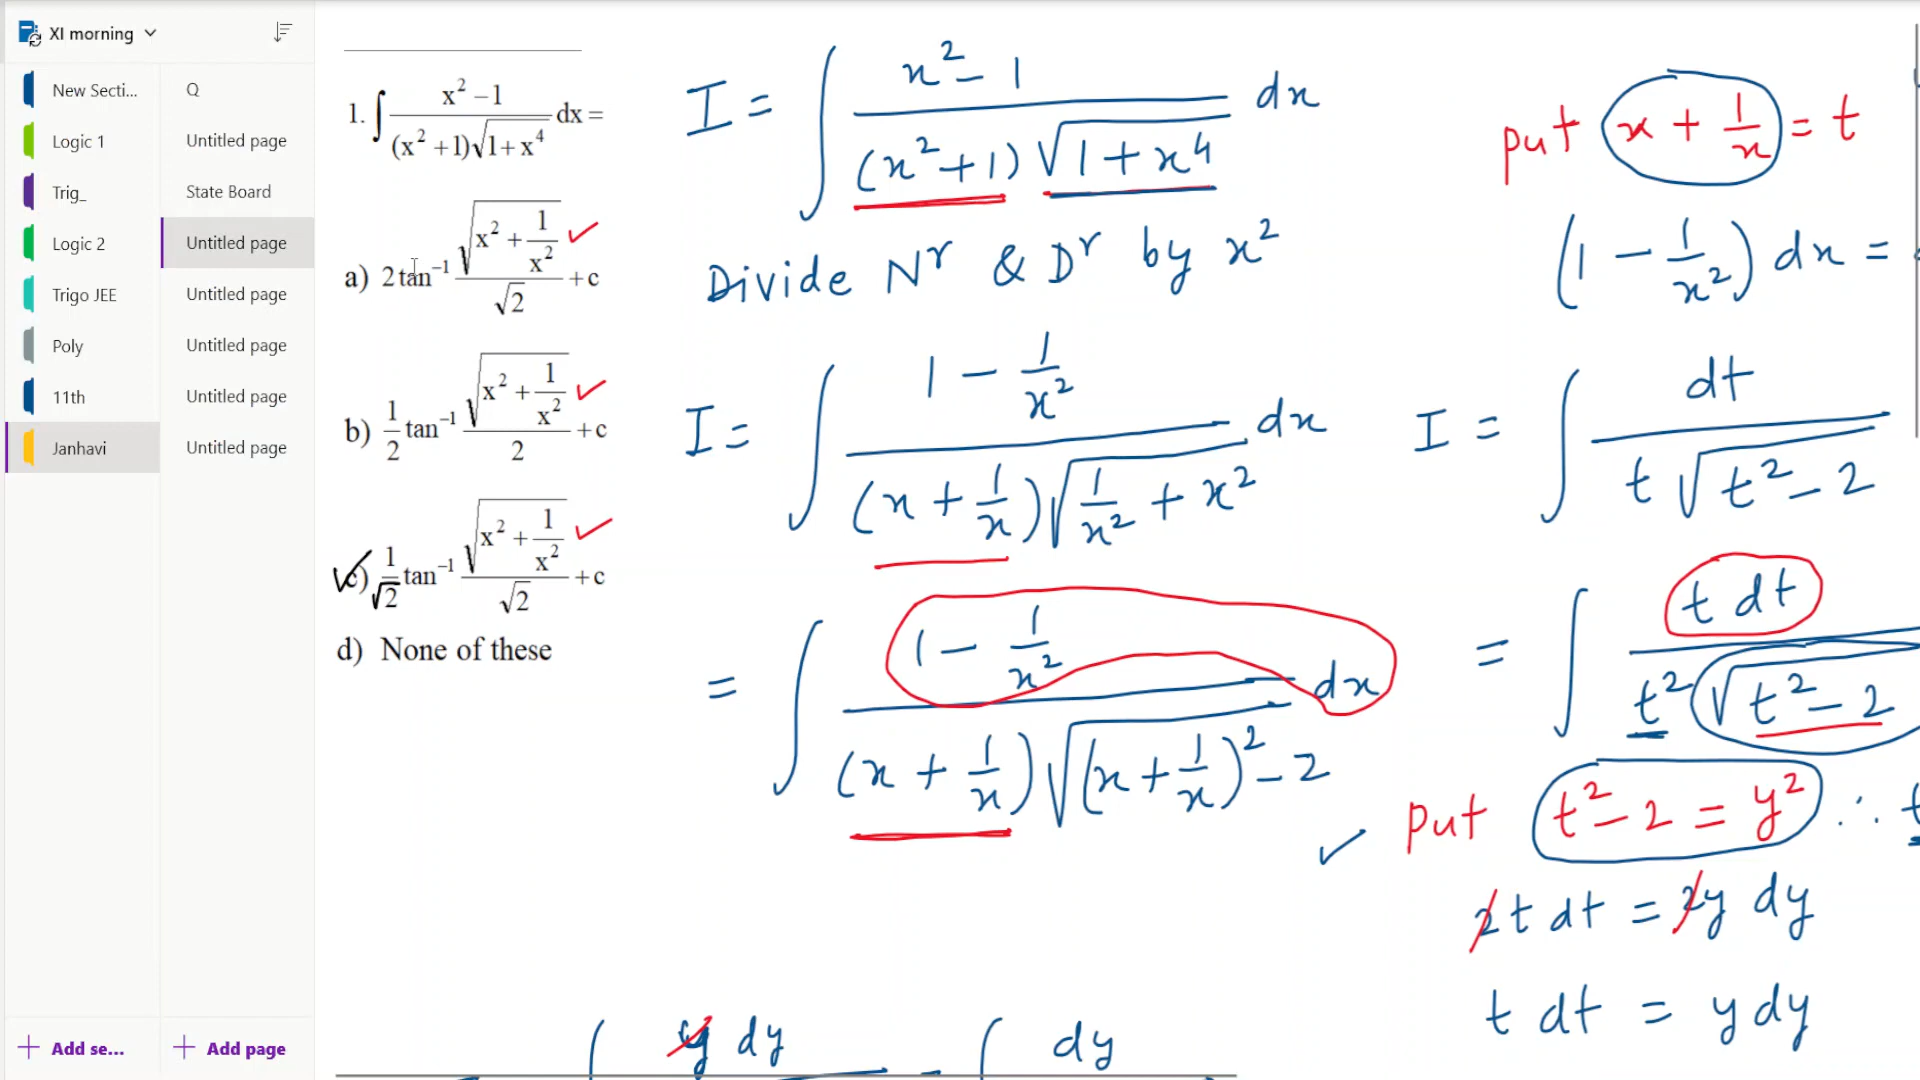 XI morning
New Secti...
Logic 1
Trig_
Logic 2
Trigo JEE
Poly
11th
Janhavi
Add se...
Q
Untitled page
State Board
Untitled page
Untitled page
Untitled page
Untitled page
Untitled page
Add page
1. ∫ (x² – 1)/((x² + 1)√(1 + x⁴)) dx =
a) 2 tan⁻¹ √(x² + 1/x²)/√2 + c
b) 1/2 tan⁻¹ √(x² + 1/x²)/2 + c
c) 1/√2 tan⁻¹ √(x² + 1/x²)/√2 + c
d) None of these
I = ∫ (x² – 1)/((x² + 1)√(1 + x⁴)) dx
Divide Nʳ & Dʳ by x²
I = ∫ (1 – 1/x²)/((x + 1/x)√(1/x² + x²)) dx
= ∫ (1 – 1/x²)/((x + 1/x)√((x + 1/x)² – 2)) dx
put x + 1/x = t
(1 – 1/x²) dx =
I = ∫ dt/(t√(t² – 2))
= ∫ t dt/(t²√(t² – 2))
Put t² – 2 = y² ∴ t
2t dt = 2y dy
t dt = y dy
∫ y dy = ∫ dy